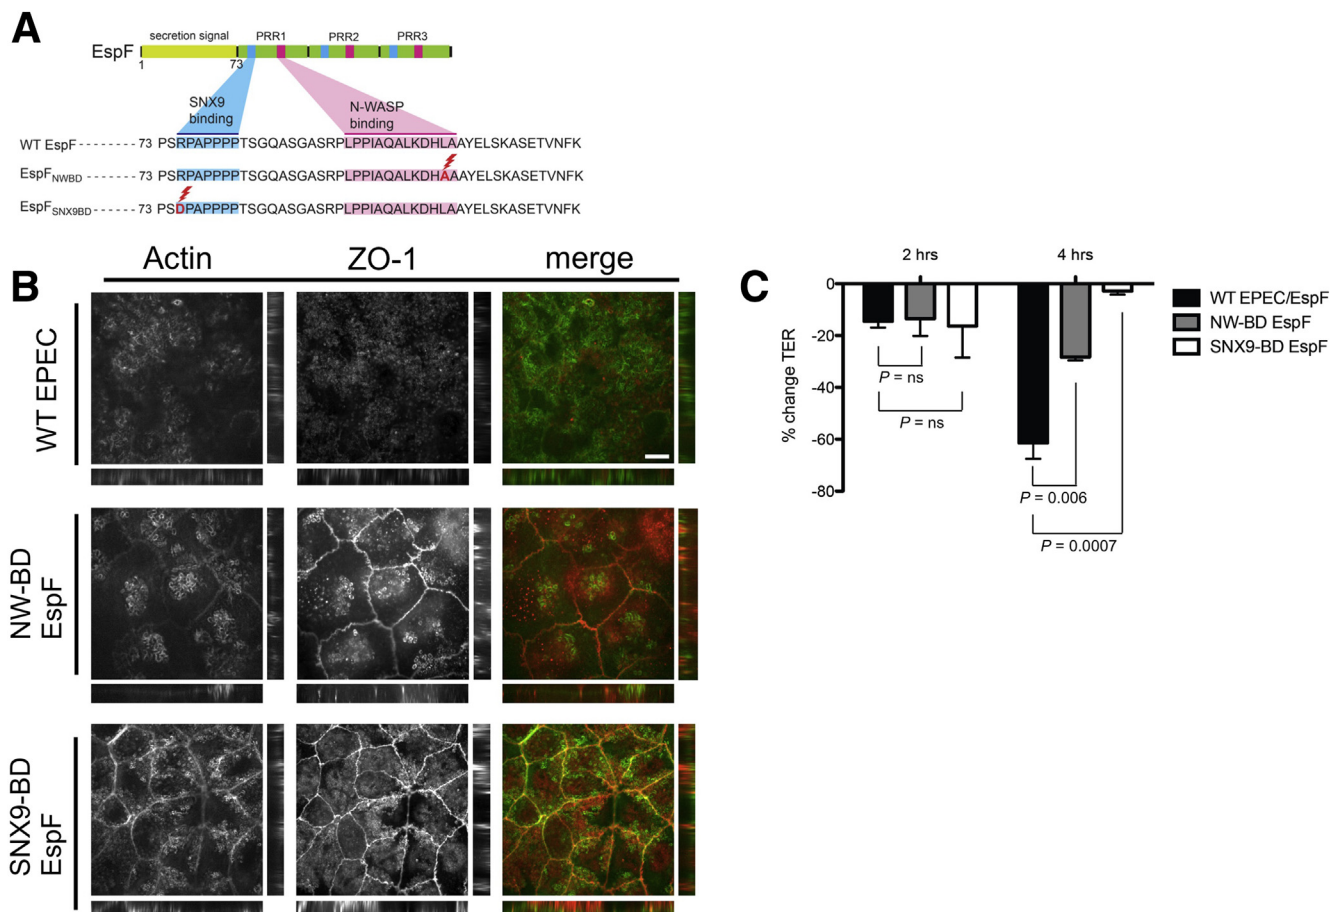 A
secretion signal
PRR1
PRR2
PRR3
EspF
1
73
SNX9
binding
N-WASP
binding
WT EspF - - - - - - - - 73 PSRPAPPPPTSGQASGASRPLPPIAQALKDHLAAYELSKASETVNFK
EspFNWBD - - - - - - - 73 PSRPAPPPPTSGQASGASRPLPPIAQALKDHAAAYELSKASETVNFK
EspFSNX9BD - - - - - - 73 PSDPAPPPPTSGQASGASRPLPPIAQALKDHLAAYELSKASETVNFK
B
Actin
ZO-1
merge
WT EPEC
NW-BD
EspF
SNX9-BD
EspF
C
2 hrs
4 hrs
0
-20
-40
-60
-80
% change TER
P = ns
P = ns
P = 0.006
P = 0.0007
WT EPEC/EspF
NW-BD EspF
SNX9-BD EspF